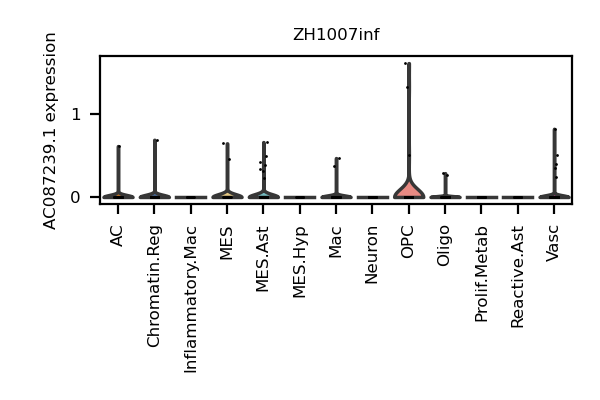 ZH1007inf
AC087239.1 expression
1
0
AC
Chromatin.Reg
Inflammatory.Mac
MES
MES.Ast
MES.Hyp
Mac
Neuron
OPC
Oligo
Prolif.Metab
Reactive.Ast
Vasc